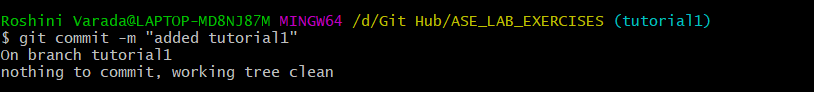 Roshini Varada@LAPTOP-MD8NJ87M MINGW64 /d/Git Hub/ASE_LAB_EXERCISES (tutorial1)
$ git commit -m "added tutorial1"
On branch tutorial1
nothing to commit, working tree clean